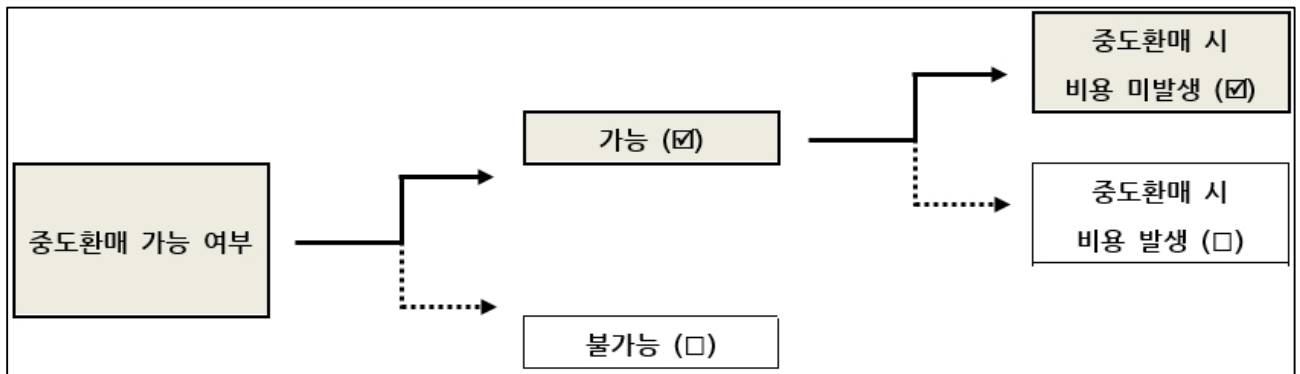 중도환매 시
비용 미발생 (☑)
가능 (☑)
중도환매 시
비용 발생 (□)
중도환매 가능 여부
불가능 (□)